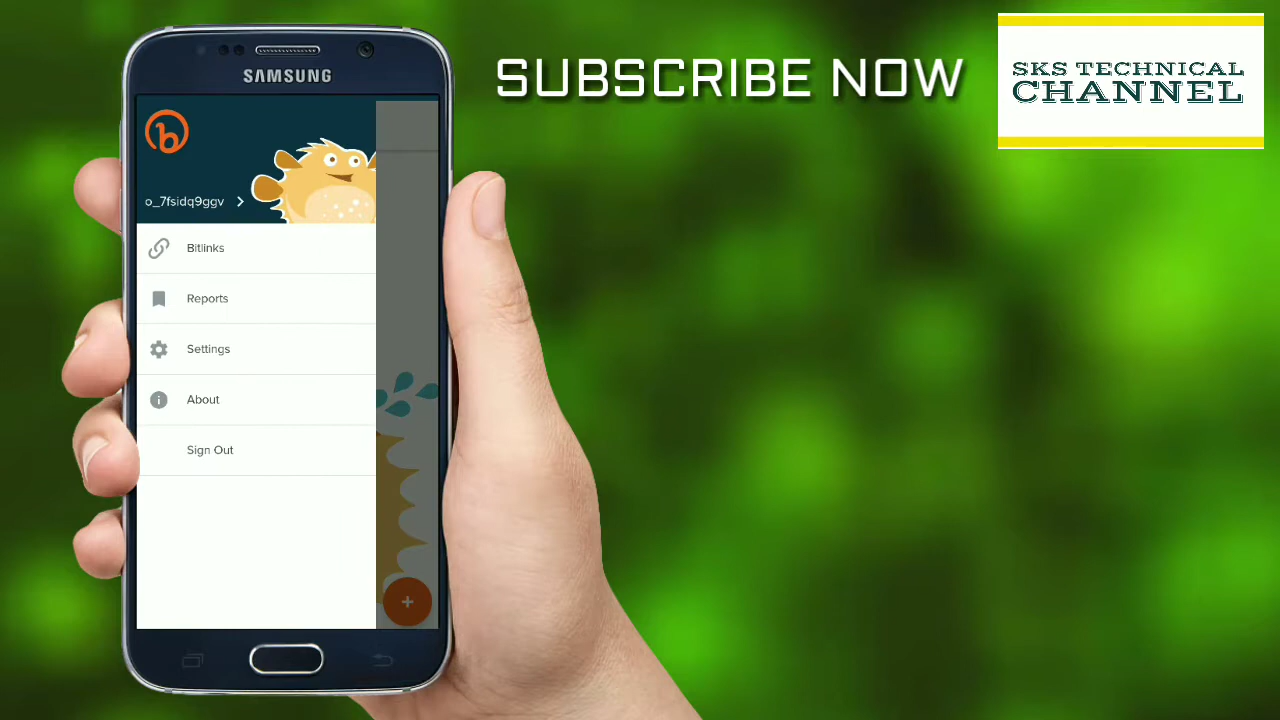 SAMSUNG
o_7fsidq9ggv
Bitlinks
Reports
Settings
About
Sign Out
SUBSCRIBE NOW
SKS TECHNICAL
CHANNEL